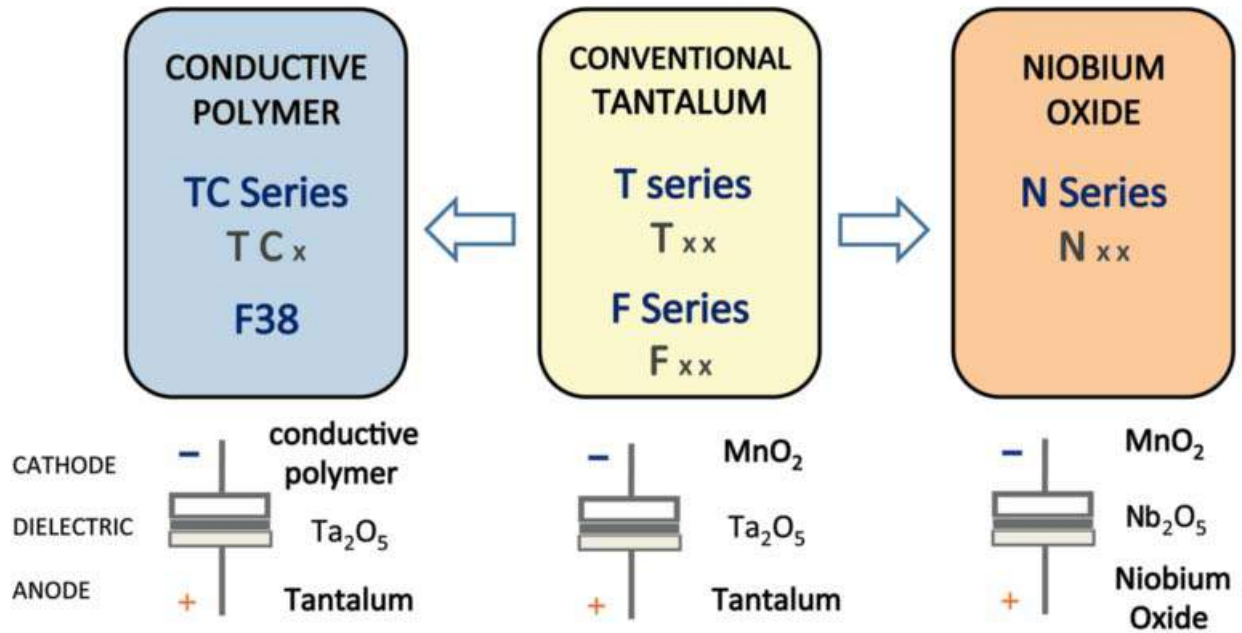 CONDUCTIVE
POLYMER
TC Series
T C x
F38
CONVENTIONAL
TANTALUM
T series
T x x
F Series
F x x
NIOBIUM
OXIDE
N Series
N x x
CATHODE
DIELECTRIC
ANODE
−
conductive
polymer
Ta₂O₅
+
Tantalum
−
MnO₂
Ta₂O₅
+
Tantalum
−
MnO₂
Nb₂O₅
+
Niobium
Oxide